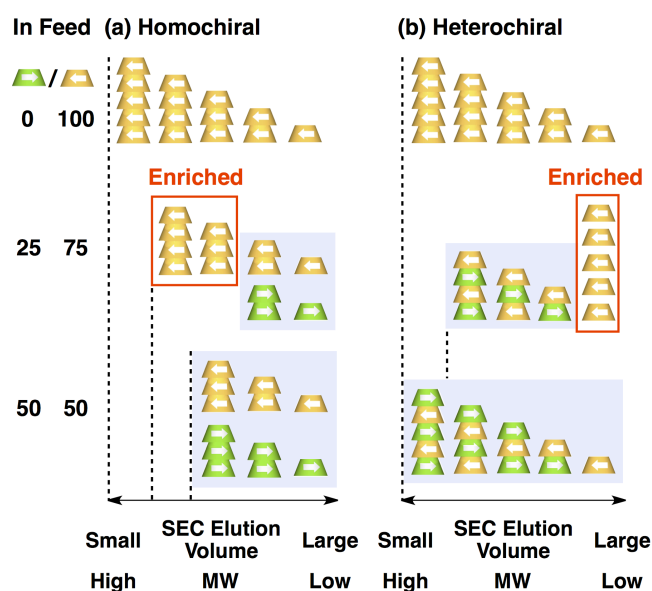 In Feed (a) Homochiral (b) Heterochiral
/
0 100
Enriched Enriched
25 75
50 50
Small SEC Elution Volume Large Small SEC Elution Volume Large
High MW Low High MW Low